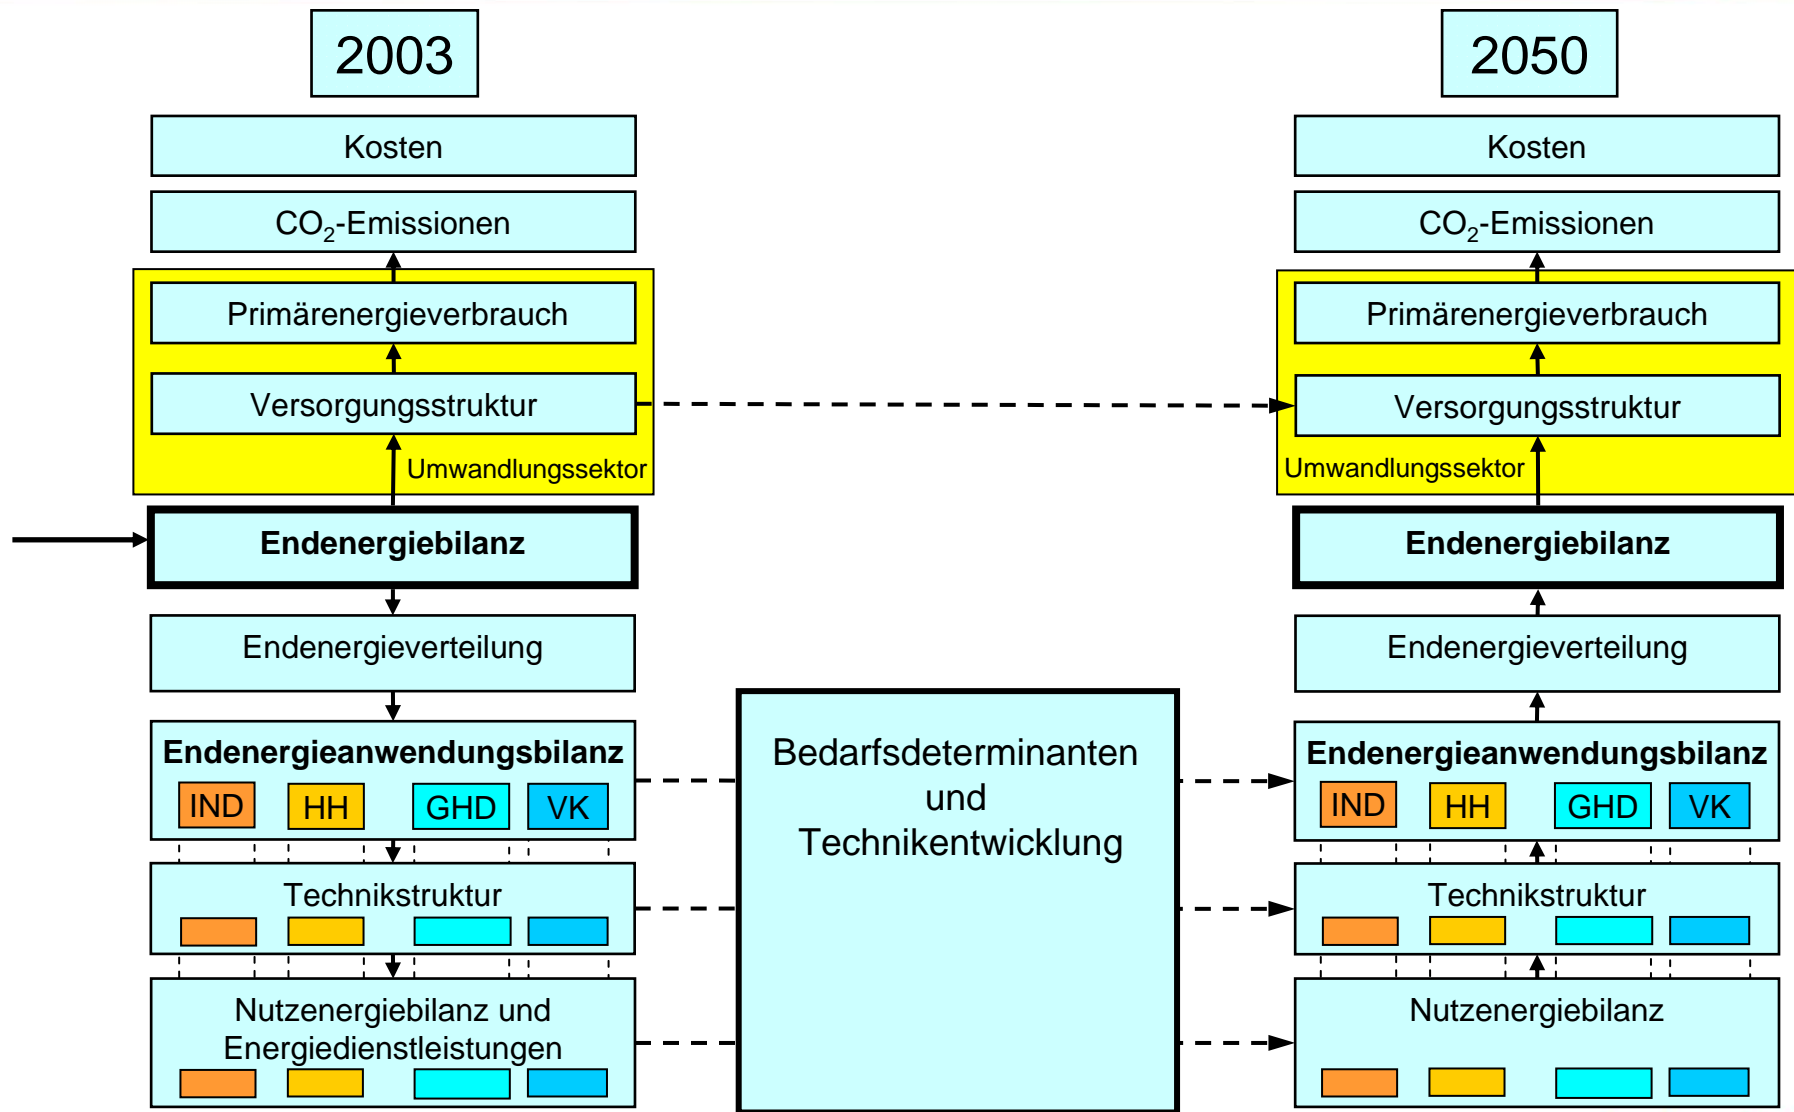 2003
Kosten
CO₂-Emissionen
Primärenergieverbrauch
Versorgungsstruktur
Umwandlungssektor
Endenergiebilanz
Endenergieverteilung
Endenergieanwendungsbilanz
IND HH GHD VK
Technikstruktur
Nutzenergiebilanz und
Energiedienstleistungen
Bedarfsdeterminanten
und
Technikentwicklung
2050
Kosten
CO₂-Emissionen
Primärenergieverbrauch
Versorgungsstruktur
Umwandlungssektor
Endenergiebilanz
Endenergieverteilung
Endenergieanwendungsbilanz
IND HH GHD VK
Technikstruktur
Nutzenergiebilanz